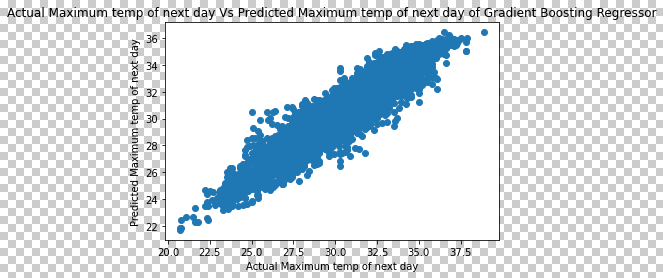 Actual Maximum temp of next day Vs Predicted Maximum temp of next day of Gradient Boosting Regressor
36
34
32
30
28
26
24
22
Predicted Maximum temp of next day
20.0 22.5 25.0 27.5 30.0 32.5 35.0 37.5
Actual Maximum temp of next day